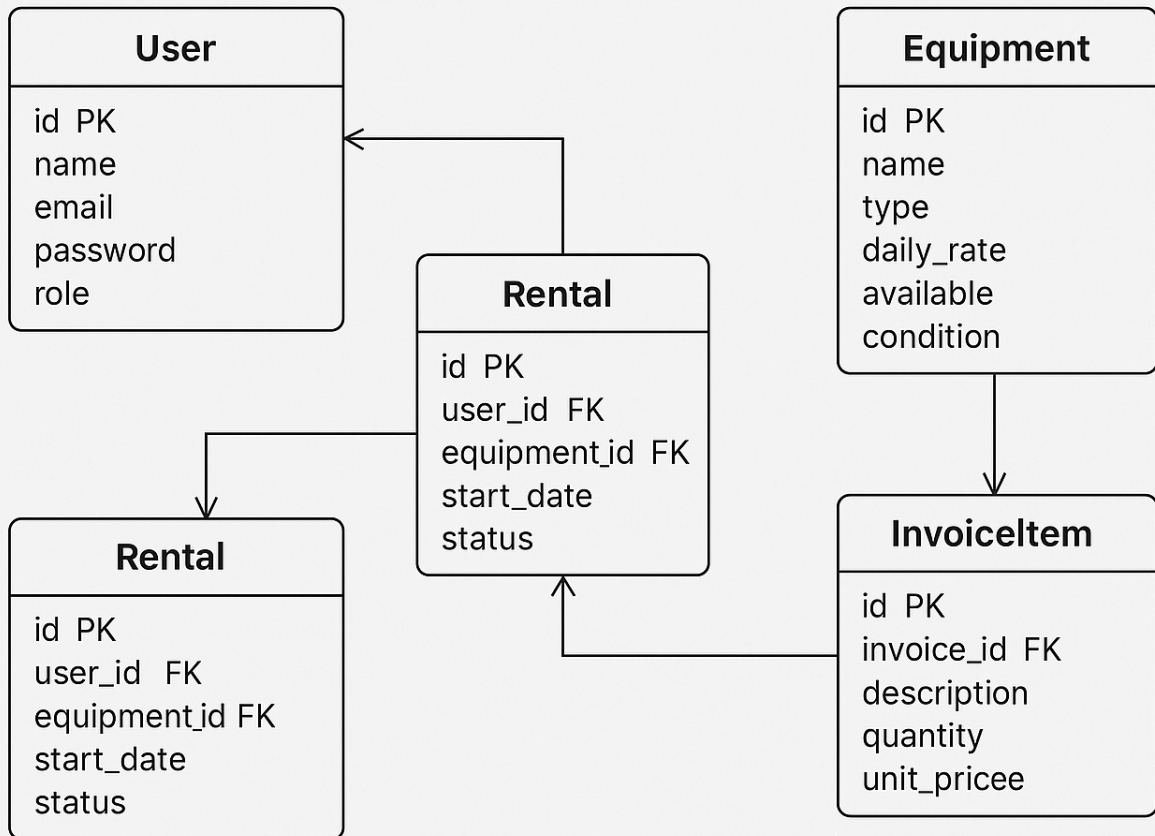 User
id PK
name
email
password
role
Equipment
id PK
name
type
daily_rate
available
condition
Rental
id PK
user_id FK
equipment_id FK
start_date
status
Rental
id PK
user_id FK
equipment_id FK
start_date
status
InvoiceItem
id PK
invoice_id FK
description
quantity
unit_pricee